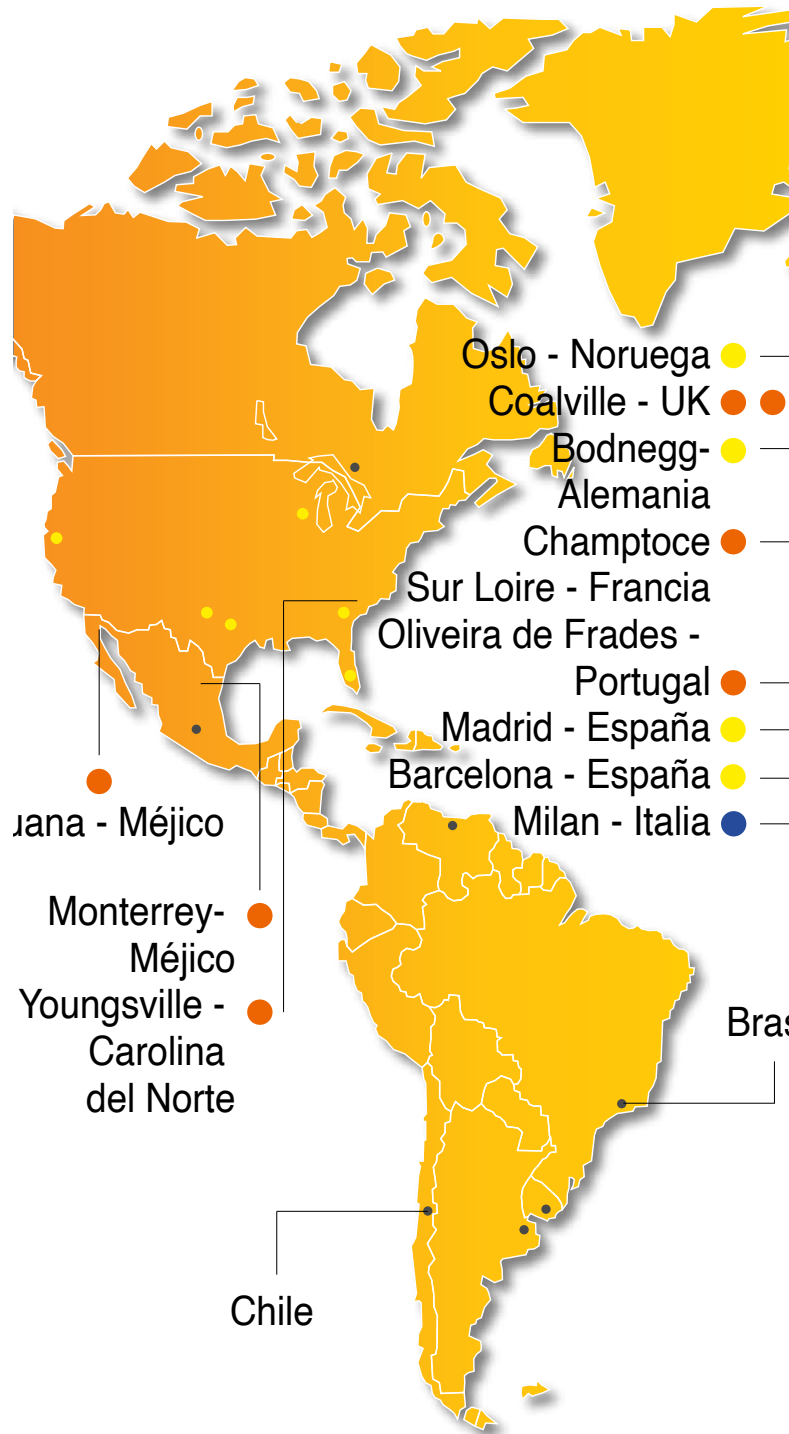 Oslo - Noruega
Coalville - UK
Bodnegg-
Alemania
Champtoce
Sur Loire - Francia
Oliveira de Frades -
Portugal
Madrid - España
Barcelona - España
Milan - Italia
uana - Méjico
Monterrey-
Méjico
Youngsville -
Carolina
del Norte
Bras
Chile